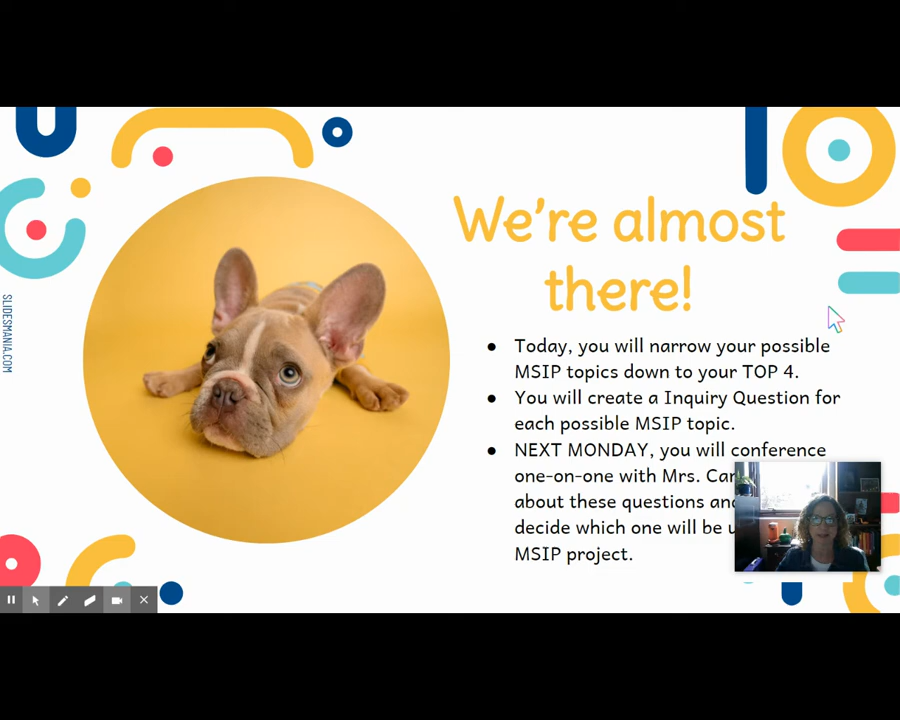 We're almost
there!
● Today, you will narrow your possible
MSIP topics down to your TOP 4.
● You will create a Inquiry Question for
each possible MSIP topic.
● NEXT MONDAY, you will conference
one-on-one with Mrs.
about these questions
decide which one will be
MSIP project.
SLIDESMANIA.COM